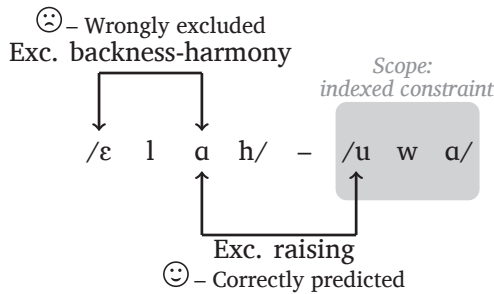 ☹ – Wrongly excluded
Exc. backness-harmony
Scope:
indexed constraint
/ɛ l ɑ h/ – /u w ɑ/
Exc. raising
☺ – Correctly predicted